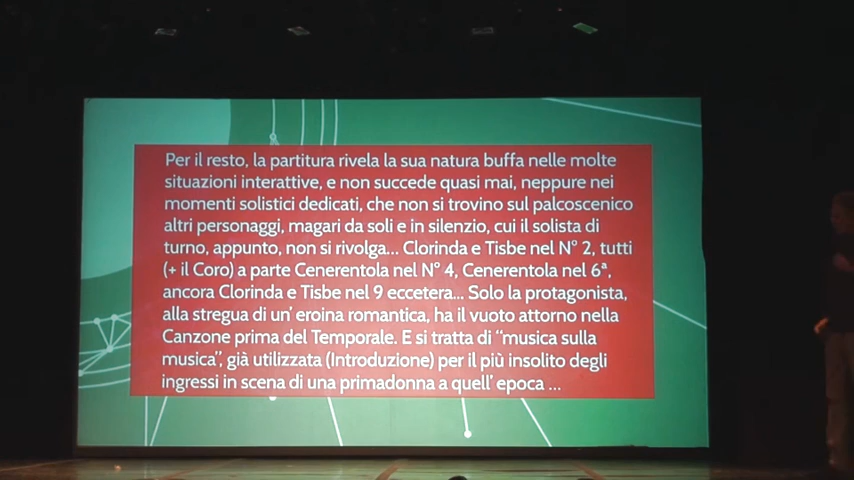 Per il resto, la partitura rivela la sua natura buffa nelle molte
situazioni interattive, e non succede quasi mai, neppure nei
momenti solistici dedicati, che non si trovino sul palcoscenico
altri personaggi, magari da soli e in silenzio, cui il solista di
turno, appunto, non si rivolga... Clorinda e Tisbe nel N° 2, tutti
(+ il Coro) a parte Cenerentola nel N° 4, Cenerentola nel 6ª,
ancora Clorinda e Tisbe nel 9 eccetera... Solo la protagonista,
alla stregua di un' eroina romantica, ha il vuoto attorno nella
Canzone prima del Temporale. E si tratta di “musica sulla
musica”, già utilizzata (Introduzione) per il più insolito degli
ingressi in scena di una primadonna a quell' epoca ...